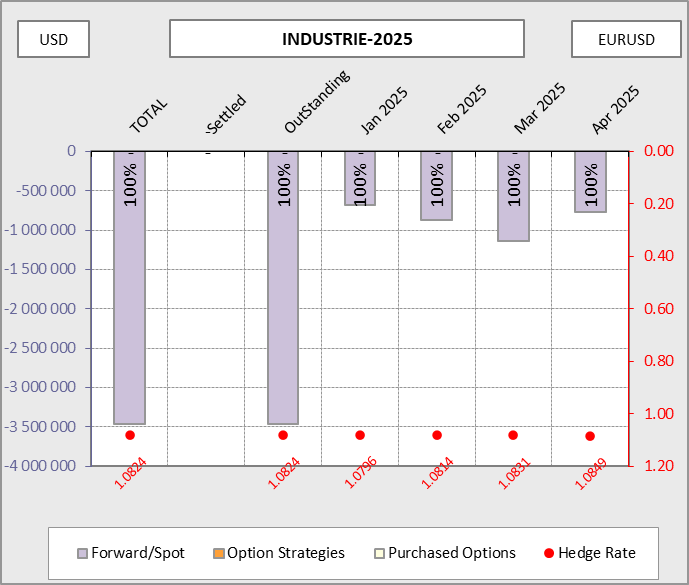 USD
INDUSTRIE-2025
EURUSD
TOTAL
Settled
OutStanding
Jan 2025
Feb 2025
Mar 2025
Apr 2025
0
-500 000
-1 000 000
-1 500 000
-2 000 000
-2 500 000
-3 000 000
-3 500 000
-4 000 000
100%
100%
100%
100%
100%
100%
0.00
0.20
0.40
0.60
0.80
1.00
1.20
1.0824
1.0824
1.0796
1.0814
1.0831
1.0849
Forward/Spot
Option Strategies
Purchased Options
Hedge Rate